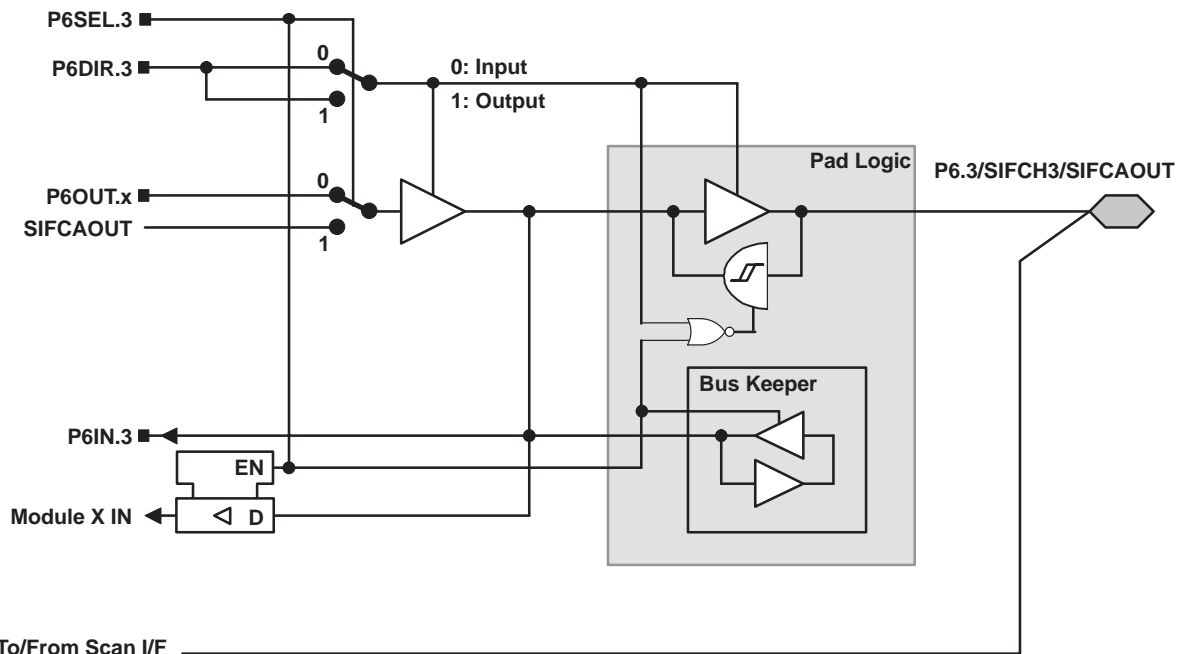 P6SEL.3
P6DIR.3
0
1
0: Input
1: Output
Pad Logic
P6.3/SIFCH3/SIFCAOUT
P6OUT.x
0
SIFCAOUT
1
Bus Keeper
P6IN.3
EN
Module X IN
D
To/From Scan I/F